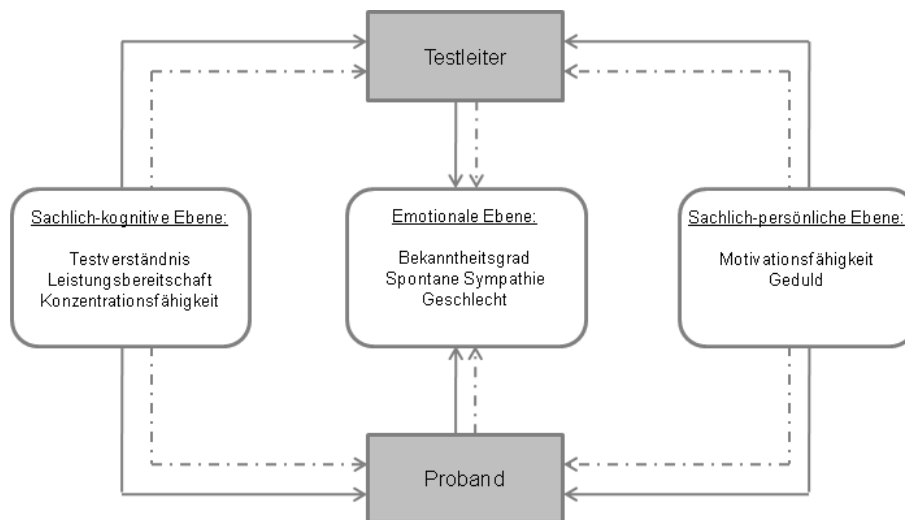 Testleiter
Sachlich-kognitive Ebene:
Testverständnis
Leistungsbereitschaft
Konzentrationsfähigkeit
Emotionale Ebene:
Bekanntheitsgrad
Spontane Sympathie
Geschlecht
Sachlich-persönliche Ebene:
Motivationsfähigkeit
Geduld
Proband